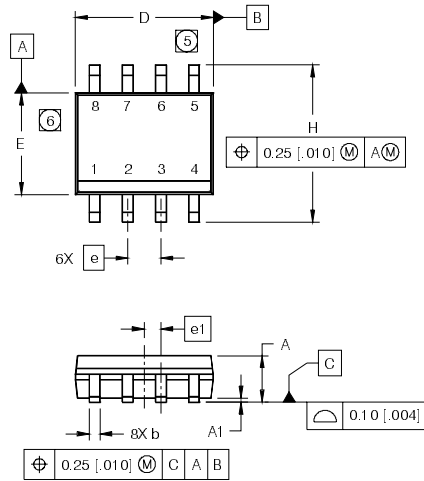 D
B
5
A
8 7 6 5
6
E
H
⌖ 0.25 [.010] Ⓜ A Ⓜ
1 2 3 4
6X e
e1
A
C
A1
8X b
⌓ 0.10 [.004]
⌖ 0.25 [.010] Ⓜ C A B